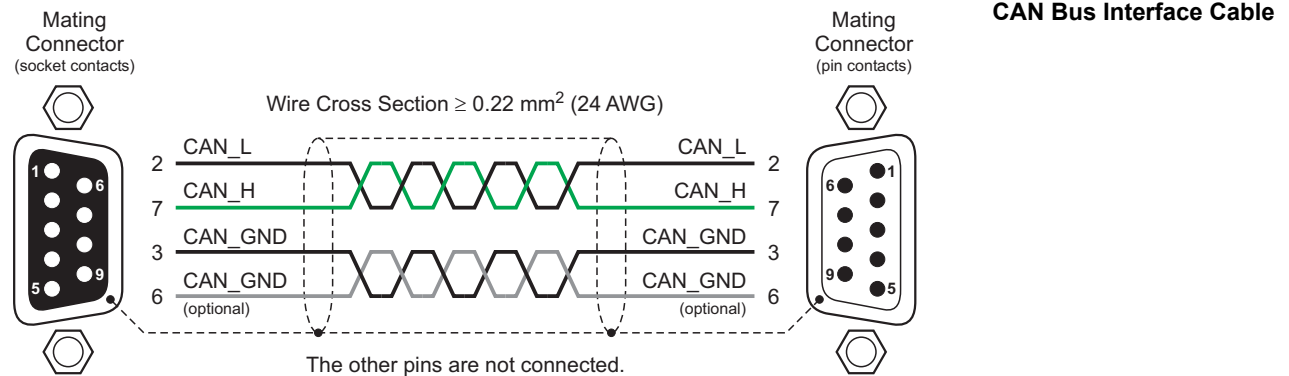 CAN Bus Interface Cable
Mating
Connector
(socket contacts)
Mating
Connector
(pin contacts)
Wire Cross Section ≥ 0.22 mm² (24 AWG)
2 CAN_L CAN_L 2
7 CAN_H CAN_H 7
3 CAN_GND CAN_GND 3
6 CAN_GND CAN_GND 6
(optional) (optional)
1
6
9
5
1
6
9
5
The other pins are not connected.